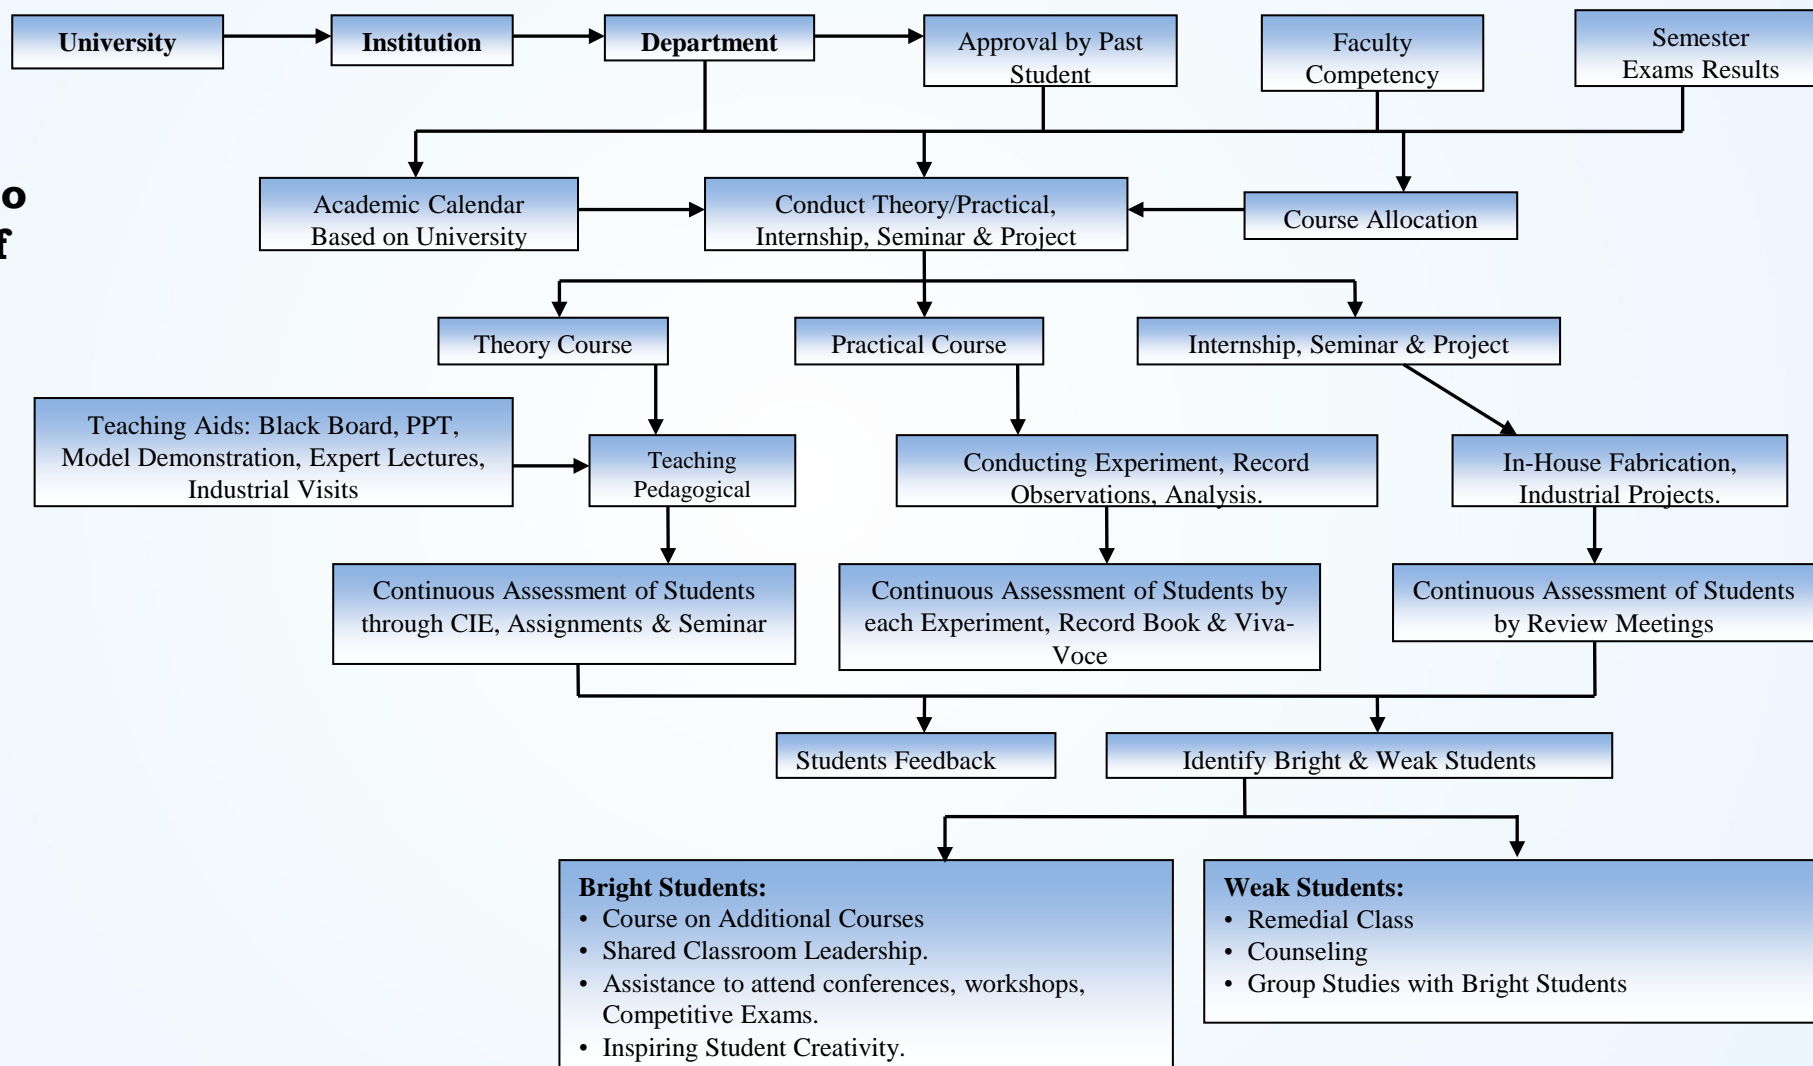 University
Institution
Department
Approval by Past
Student
Faculty
Competency
Semester
Exams Results
o
f
Academic Calendar
Based on University
Conduct Theory/Practical,
Internship, Seminar & Project
Course Allocation
Theory Course
Practical Course
Internship, Seminar & Project
Teaching Aids: Black Board, PPT,
Model Demonstration, Expert Lectures,
Industrial Visits
Teaching
Pedagogical
Conducting Experiment, Record
Observations, Analysis.
In-House Fabrication,
Industrial Projects.
Continuous Assessment of Students
through CIE, Assignments & Seminar
Continuous Assessment of Students by
each Experiment, Record Book & Viva-
Voce
Continuous Assessment of Students
by Review Meetings
Students Feedback
Identify Bright & Weak Students
Bright Students:
• Course on Additional Courses
• Shared Classroom Leadership.
• Assistance to attend conferences, workshops,
Competitive Exams.
• Inspiring Student Creativity.
Weak Students:
• Remedial Class
• Counseling
• Group Studies with Bright Students